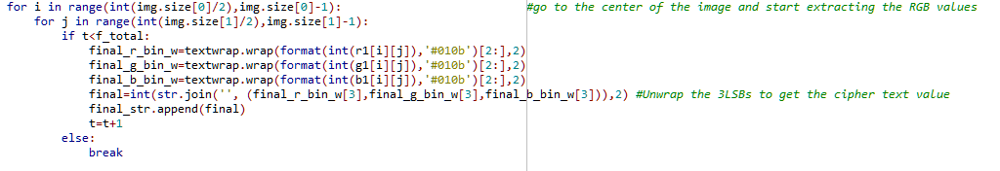 for i in range(int(img.size[0]/2),img.size[0]-1): #go to the center of the image and start extracting the RGB values
    for j in range(int(img.size[1]/2),img.size[1]-1):
        if t<f_total:
            final_r_bin_w=textwrap.wrap(format(int(r1[i][j]),'#010b')[2:],2)
            final_g_bin_w=textwrap.wrap(format(int(g1[i][j]),'#010b')[2:],2)
            final_b_bin_w=textwrap.wrap(format(int(b1[i][j]),'#010b')[2:],2)
            final=int(str.join('', (final_r_bin_w[3],final_g_bin_w[3],final_b_bin_w[3])),2) #Unwrap the 3LSBs to get the cipher text value
            final_str.append(final)
            t=t+1
        else:
            break